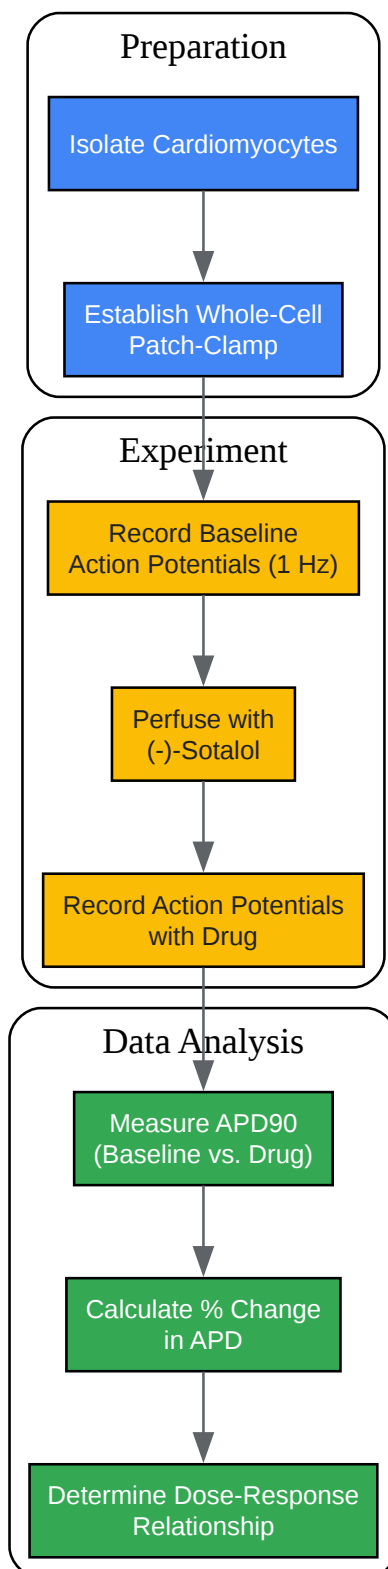 Preparation
Isolate Cardiomyocytes
Establish Whole-Cell
Patch-Clamp
Experiment
Record Baseline
Action Potentials (1 Hz)
Perfuse with
(-)-Sotalol
Record Action Potentials
with Drug
Data Analysis
Measure APD90
(Baseline vs. Drug)
Calculate % Change
in APD
Determine Dose-Response
Relationship